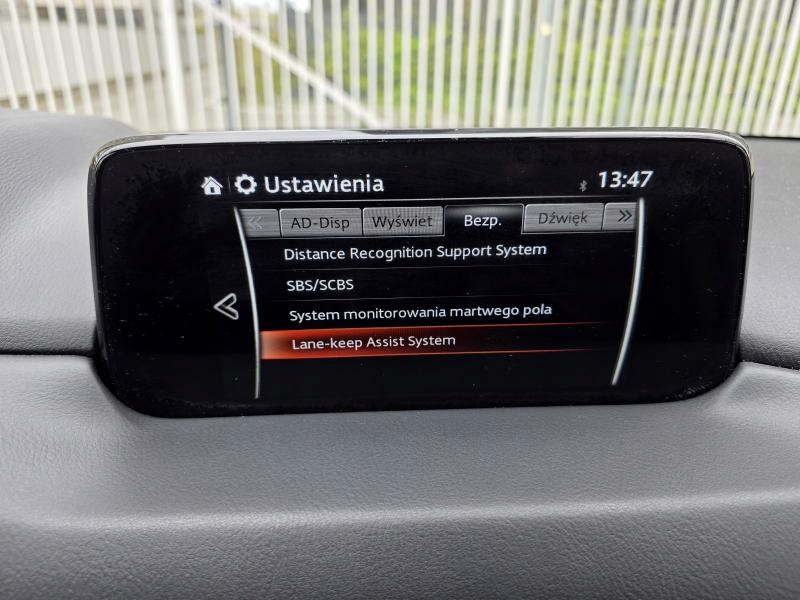 Ustawienia 13:47
AD-Disp Wyświet Bezp. Dźwięk
Distance Recognition Support System
SBS/SCBS
System monitorowania martwego pola
Lane-keep Assist System